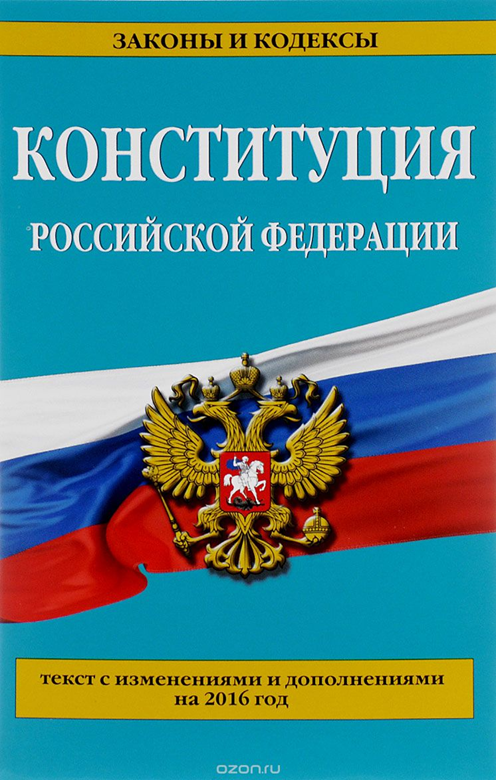 ЗАКОНЫ И КОДЕКСЫ
КОНСТИТУЦИЯ
РОССИЙСКОЙ ФЕДЕРАЦИИ
текст с изменениями и дополнениями
на 2016 год
ozon.ru